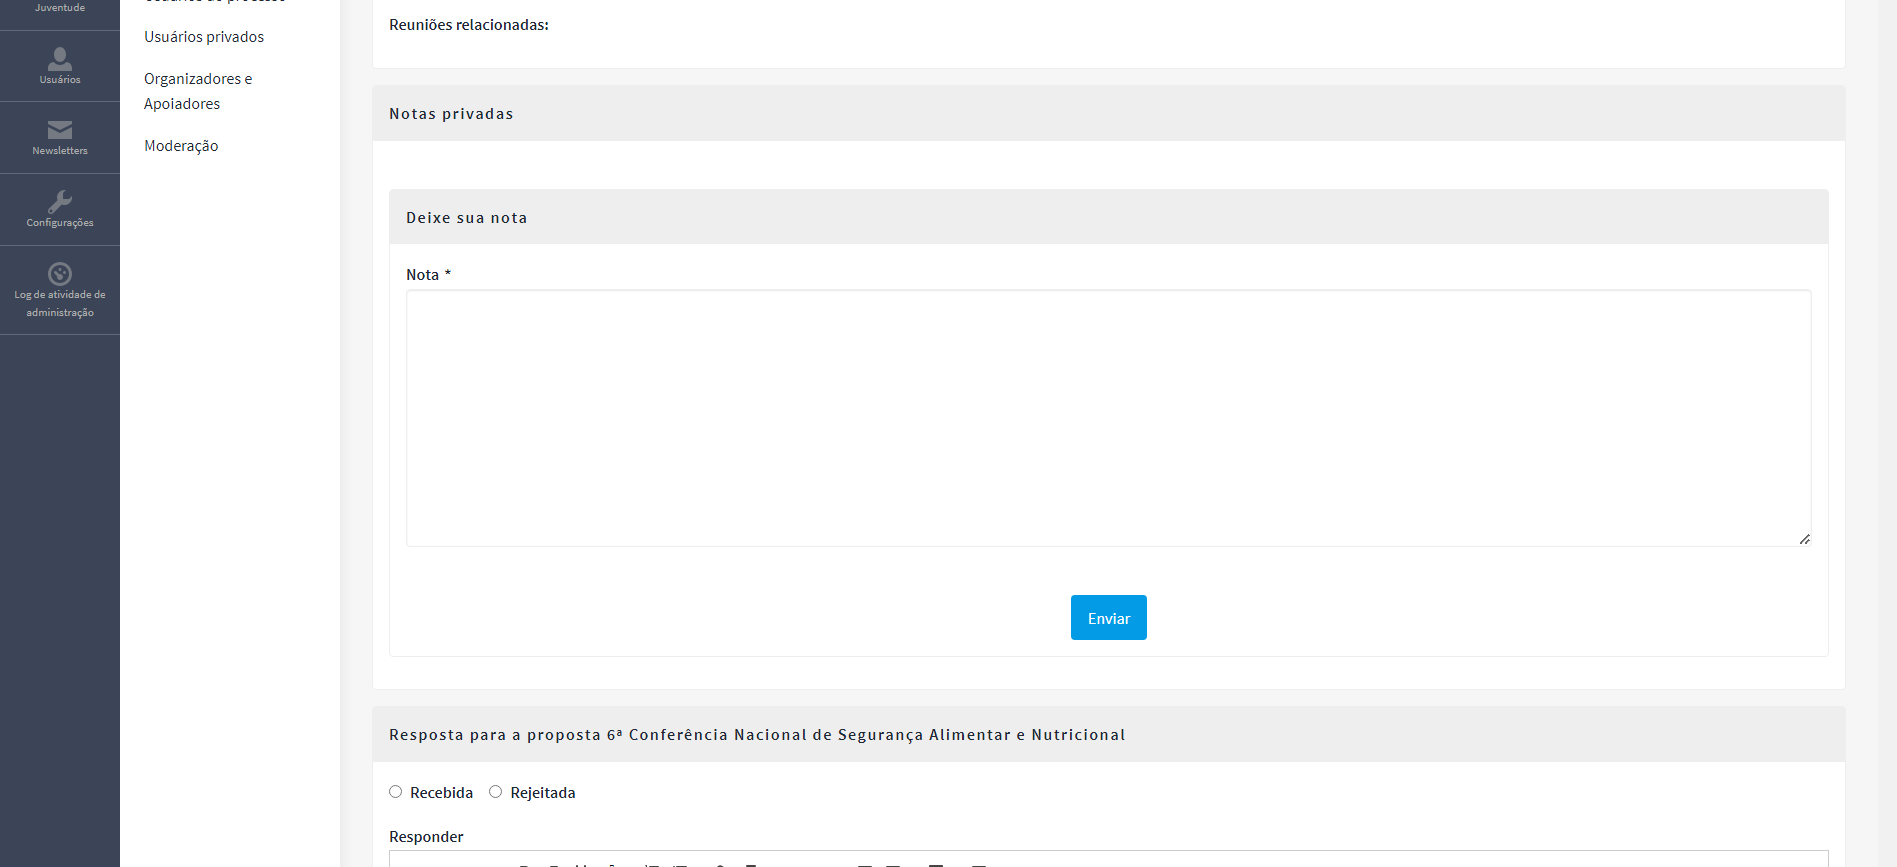 Juventude
Usuários
Newsletters
Configurações
Log de atividade de
administração
Usuários privados
Organizadores e
Apoiadores
Moderação
Reuniões relacionadas:
Notas privadas
Deixe sua nota
Nota *
Enviar
Resposta para a proposta 6ª Conferência Nacional de Segurança Alimentar e Nutricional
Recebida
Rejeitada
Responder